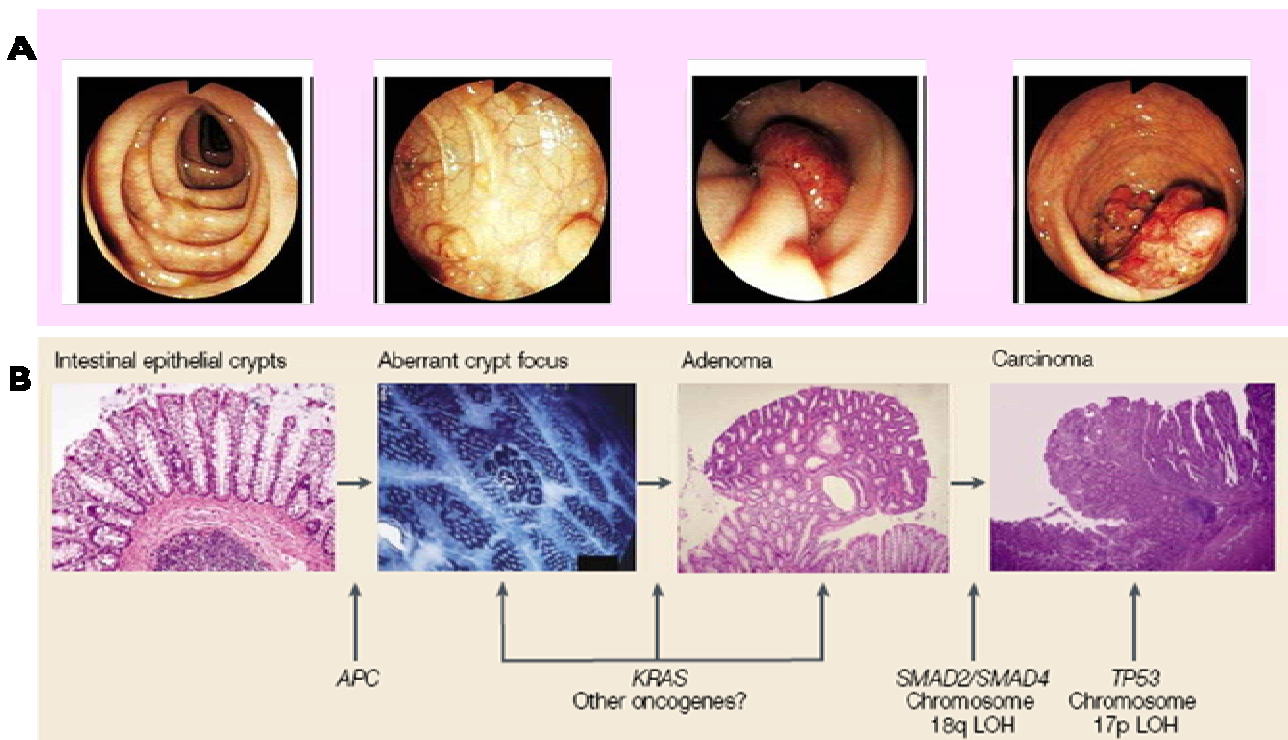 A
B
Intestinal epithelial crypts
Aberrant crypt focus
Adenoma
Carcinoma
APC
KRAS
Other oncogenes?
SMAD2/SMAD4
Chromosome
18q LOH
TP53
Chromosome
17p LOH